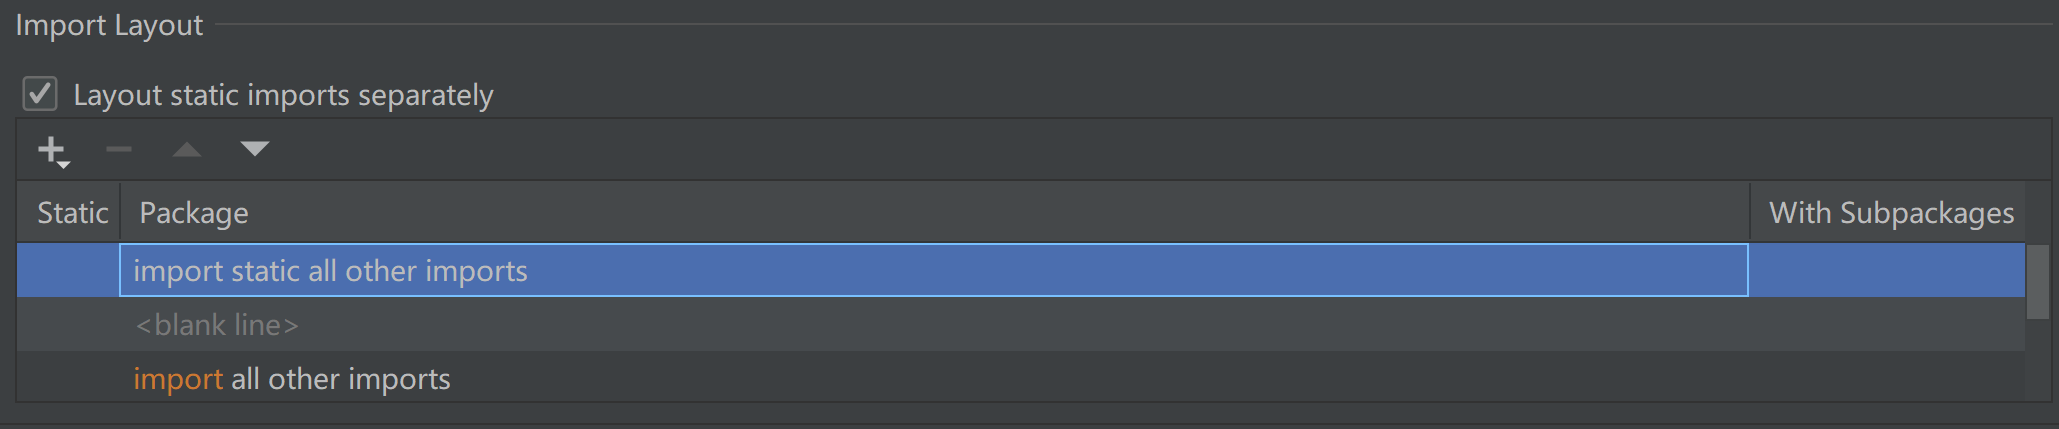 Import Layout
Layout static imports separately
Static Package With Subpackages
import static all other imports
<blank line>
import all other imports